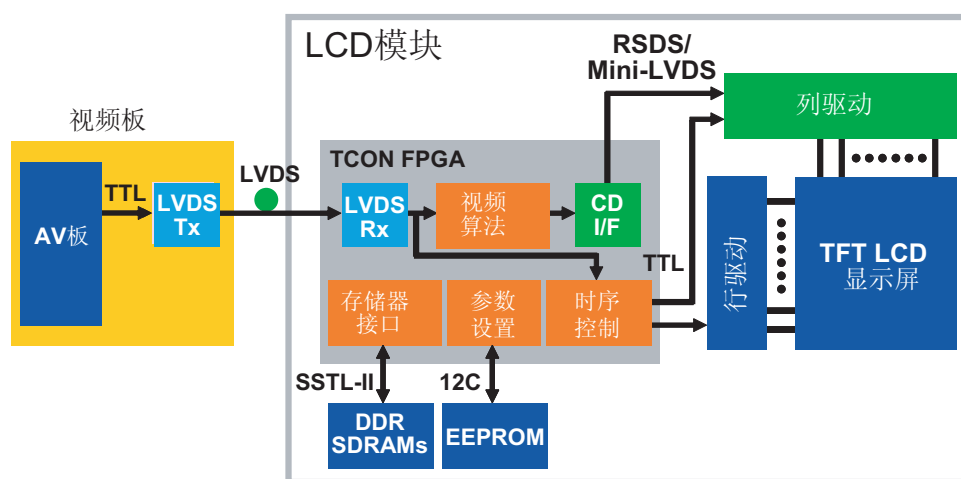 LCD模块
RSDS/
Mini-LVDS
列驱动
视频板
TCON FPGA
LVDS
TTL
AV板
LVDS
Tx
LVDS
Rx
视频
算法
CD
I/F
TTL
行驱动
TFT LCD
显示屏
存储器
接口
参数
设置
时序
控制
SSTL-II
12C
DDR
SDRAMs
EEPROM